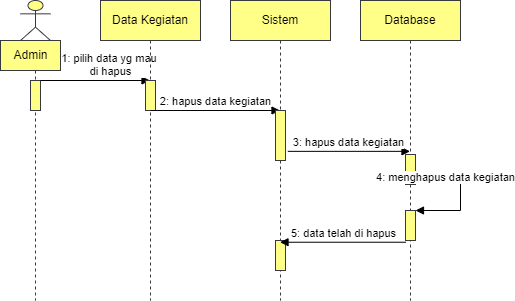 Data Kegiatan
Sistem
Database
Admin
1: pilih data yg mau
di hapus
2: hapus data kegiatan
3: hapus data kegiatan
4: menghapus data kegiatan
5: data telah di hapus